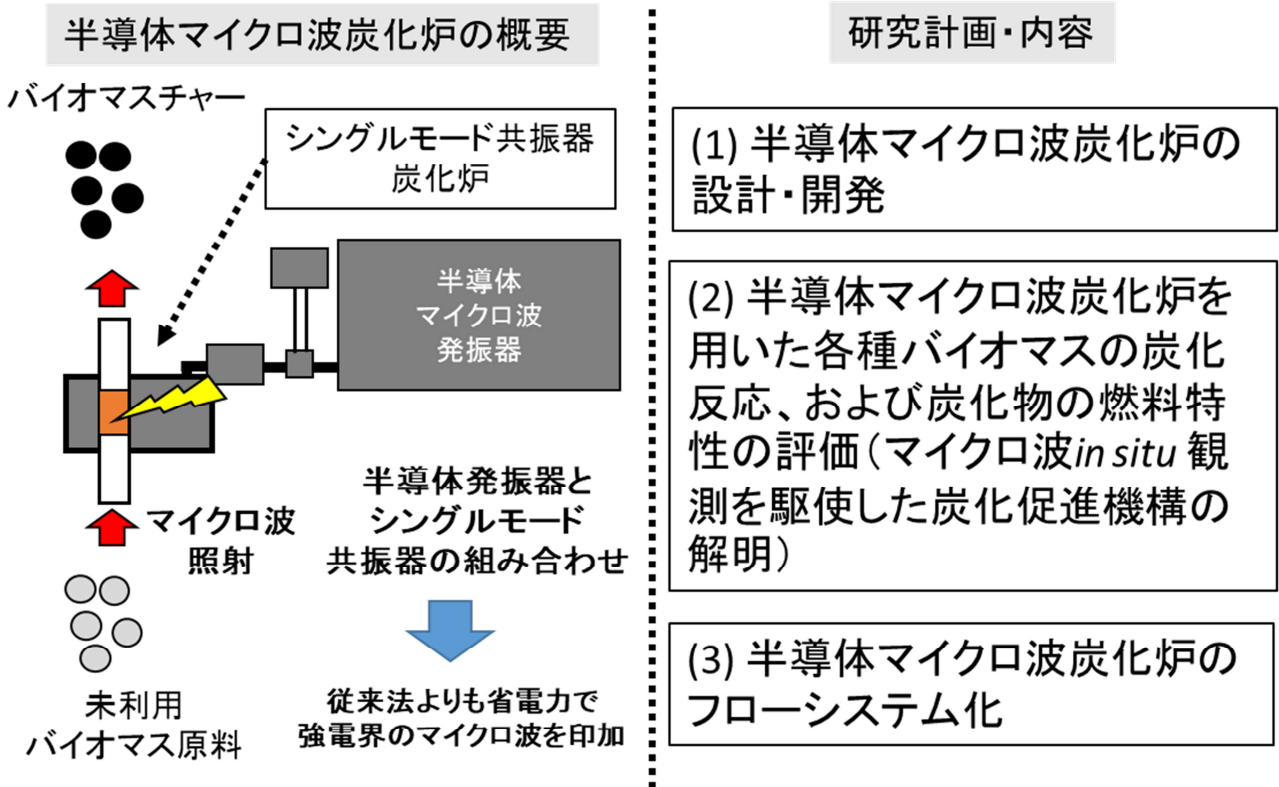 半導体マイクロ波炭化炉の概要
バイオマスチャー
シングルモード共振器
炭化炉
半導体
マイクロ波
発振器
マイクロ波
照射
半導体発振器と
シングルモード
共振器の組み合わせ
未利用
バイオマス原料
従来法よりも省電力で
強電界のマイクロ波を印加
研究計画・内容
(1) 半導体マイクロ波炭化炉の
設計・開発
(2) 半導体マイクロ波炭化炉を
用いた各種バイオマスの炭化
反応、および炭化物の燃料特
性の評価(マイクロ波in situ 観
測を駆使した炭化促進機構の
解明)
(3) 半導体マイクロ波炭化炉の
フローシステム化